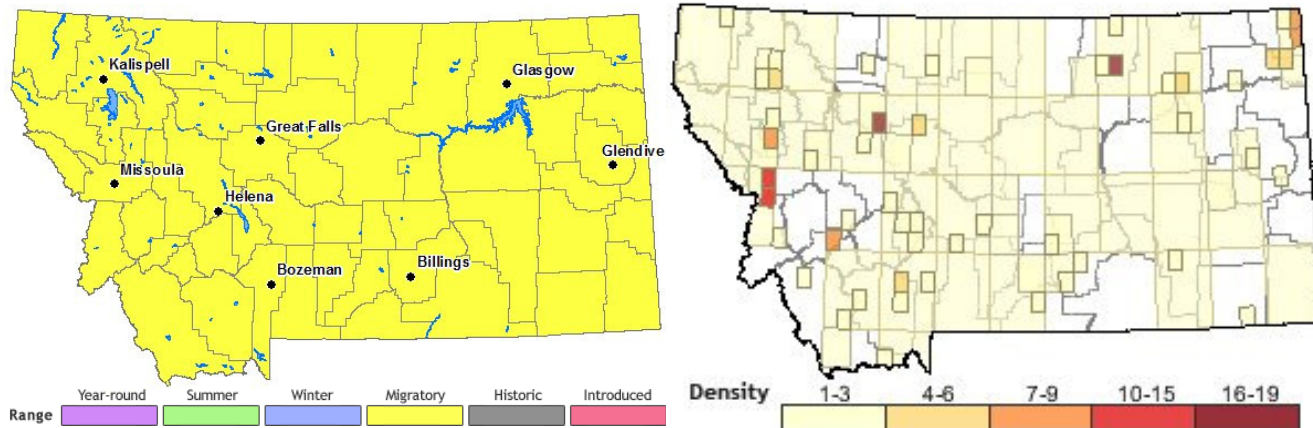 Kalispell
Glasgow
Great Falls
Glendive
Missoula
Helena
Bozeman
Billings
Range
Year-round
Summer
Winter
Migratory
Historic
Introduced
Density
1-3
4-6
7-9
10-15
16-19